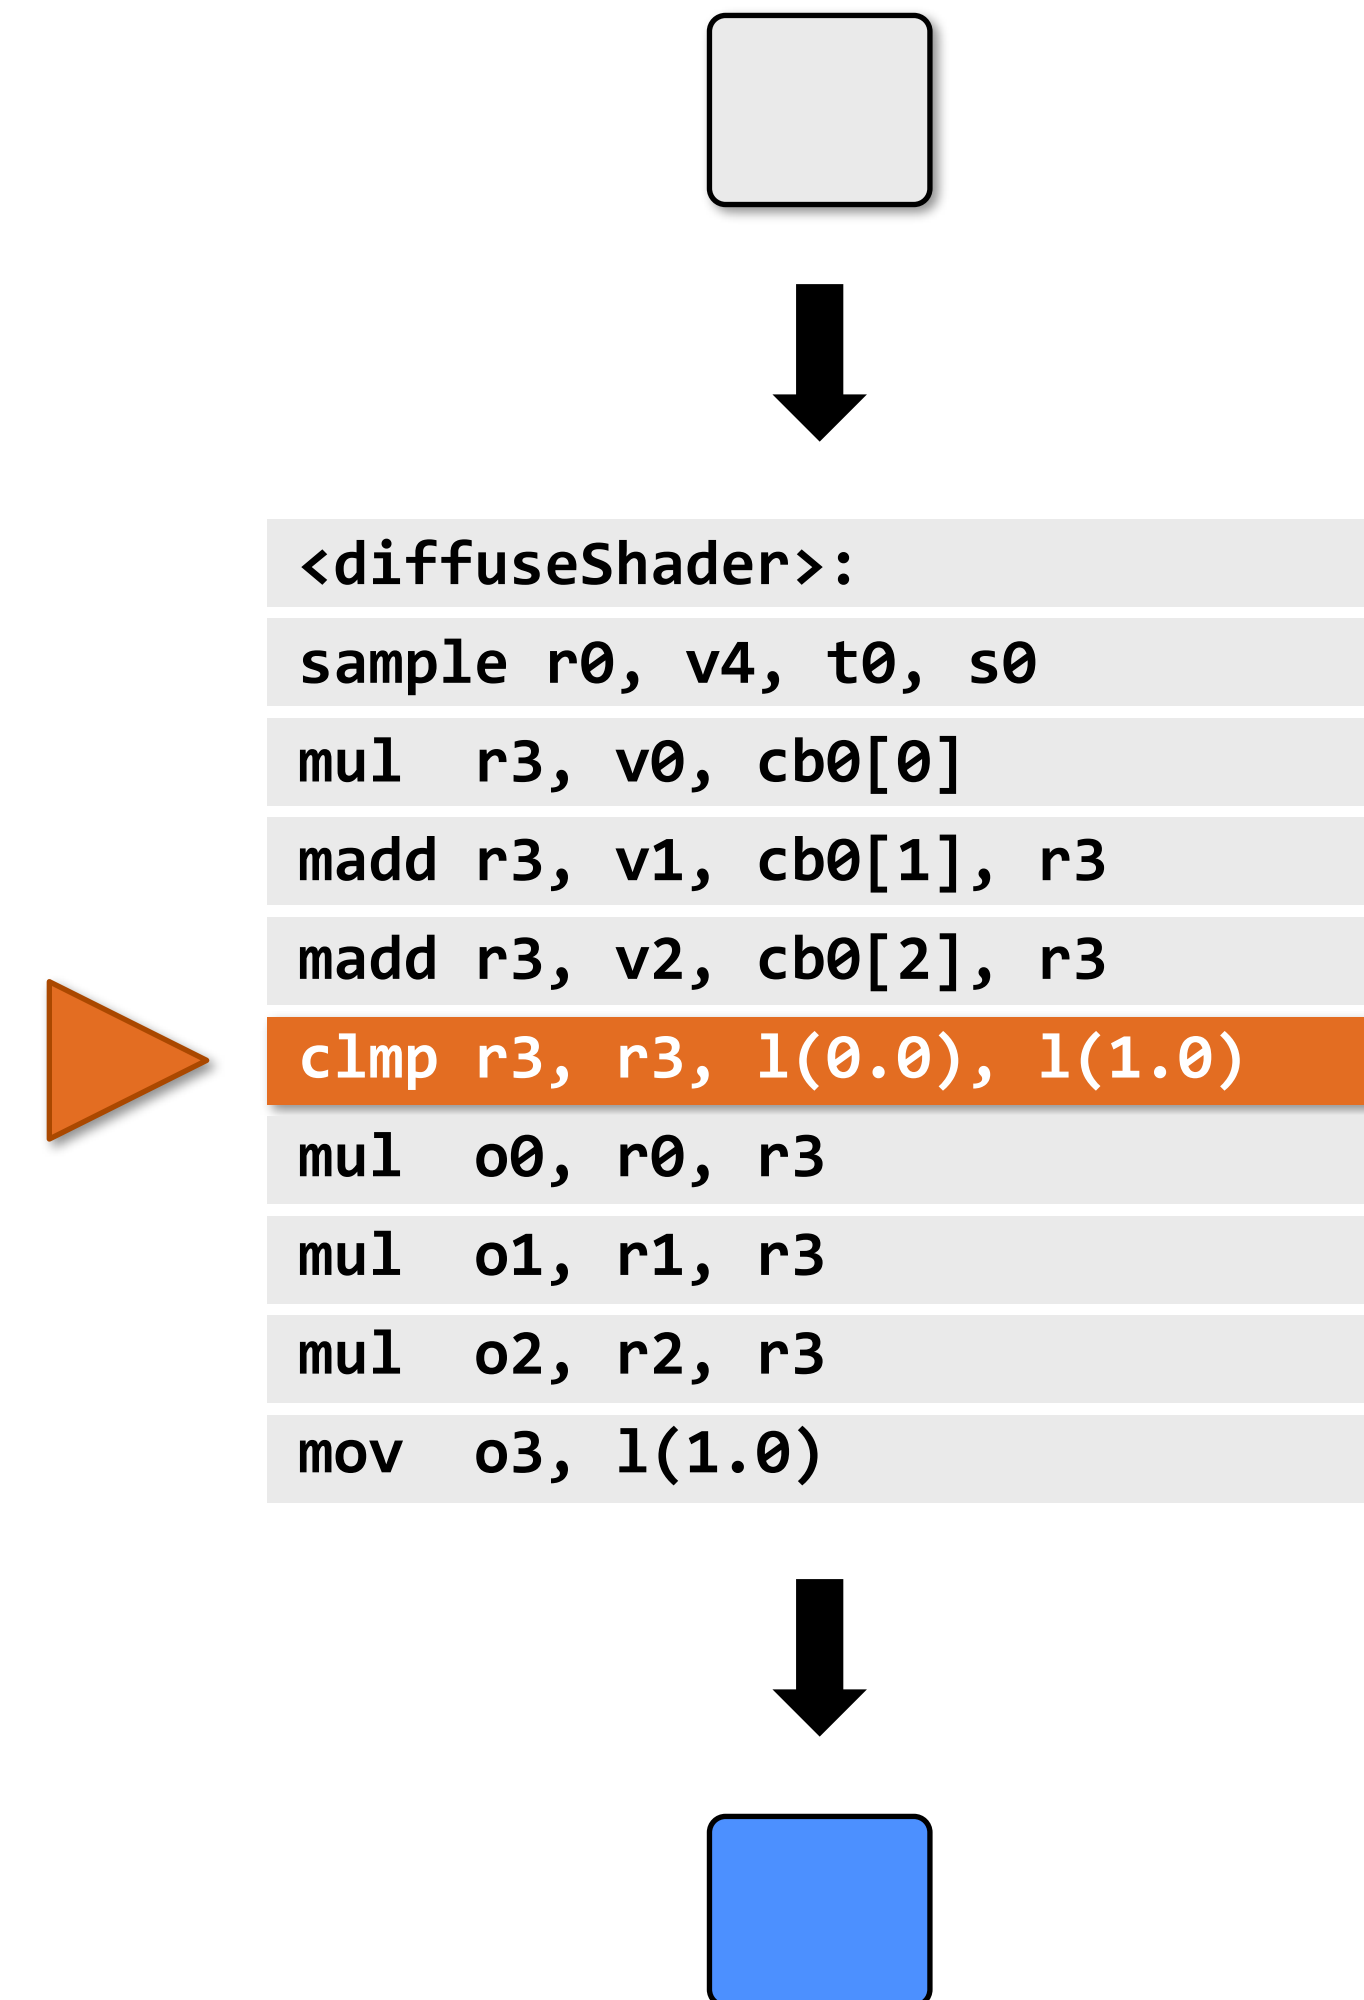 <diffuseShader>:
sample r0, v4, t0, s0
mul  r3, v0, cb0[0]
madd r3, v1, cb0[1], r3
madd r3, v2, cb0[2], r3
clmp r3, r3, l(0.0), l(1.0)
mul  o0, r0, r3
mul  o1, r1, r3
mul  o2, r2, r3
mov  o3, l(1.0)